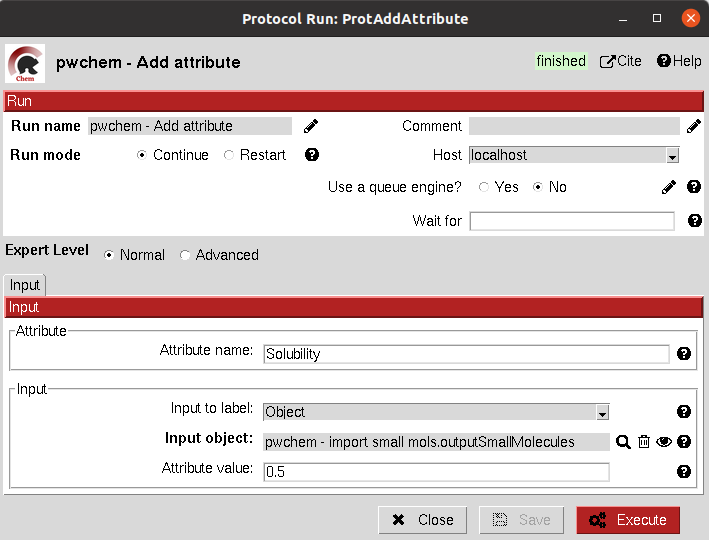 Protocol Run: ProtAddAttribute
Chem
pwchem - Add attribute
finished Cite Help
Run
Run name pwchem - Add attribute Comment
Run mode Continue Restart Host localhost
Use a queue engine? Yes No
Wait for
Expert Level Normal Advanced
Input
Input
Attribute
Attribute name: Solubility
Input
Input to label: Object
Input object: pwchem - import small mols.outputSmallMolecules
Attribute value: 0.5
Close Save Execute